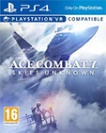 PS4
PlayStation VR COMPATIBLE
ACE COMBAT 7
SKIES UNKNOWN
16